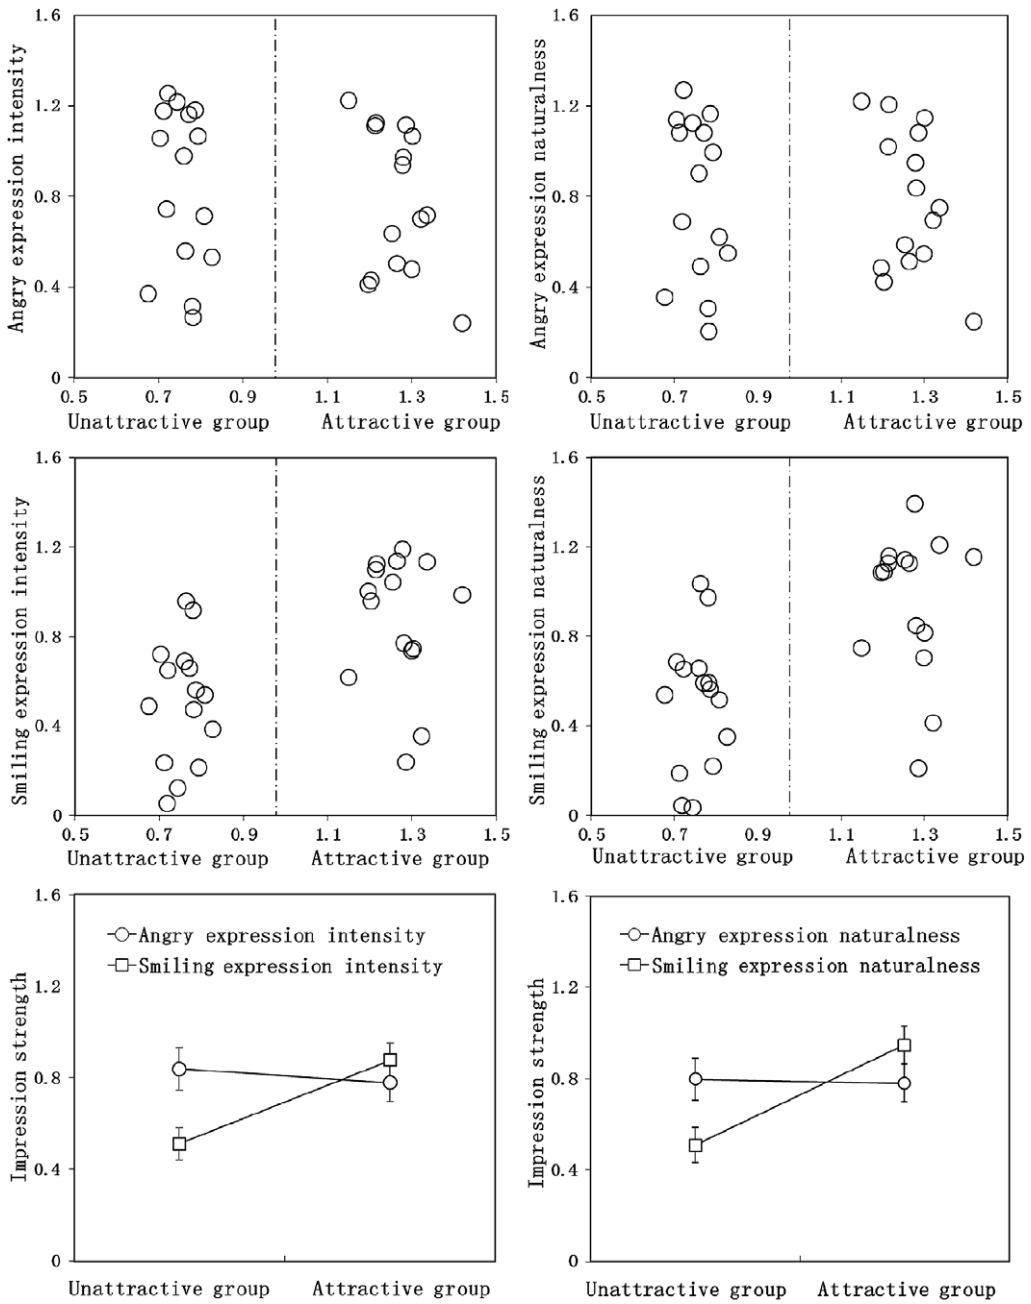 1.6
1.2
0.8
0.4
0
Angry expression intensity
0.5 0.7 0.9 1.1 1.3 1.5
Unattractive group Attractive group
1.6
1.2
0.8
0.4
0
Angry expression naturalness
0.5 0.7 0.9 1.1 1.3 1.5
Unattractive group Attractive group
1.6
1.2
0.8
0.4
0
Smiling expression intensity
0.5 0.7 0.9 1.1 1.3 1.5
Unattractive group Attractive group
1.6
1.2
0.8
0.4
0
Smiling expression naturalness
0.5 0.7 0.9 1.1 1.3 1.5
Unattractive group Attractive group
1.6
1.2
0.8
0.4
0
Impression strength
Angry expression intensity
Smiling expression intensity
Unattractive group Attractive group
1.6
1.2
0.8
0.4
0
Impression strength
Angry expression naturalness
Smiling expression naturalness
Unattractive group Attractive group